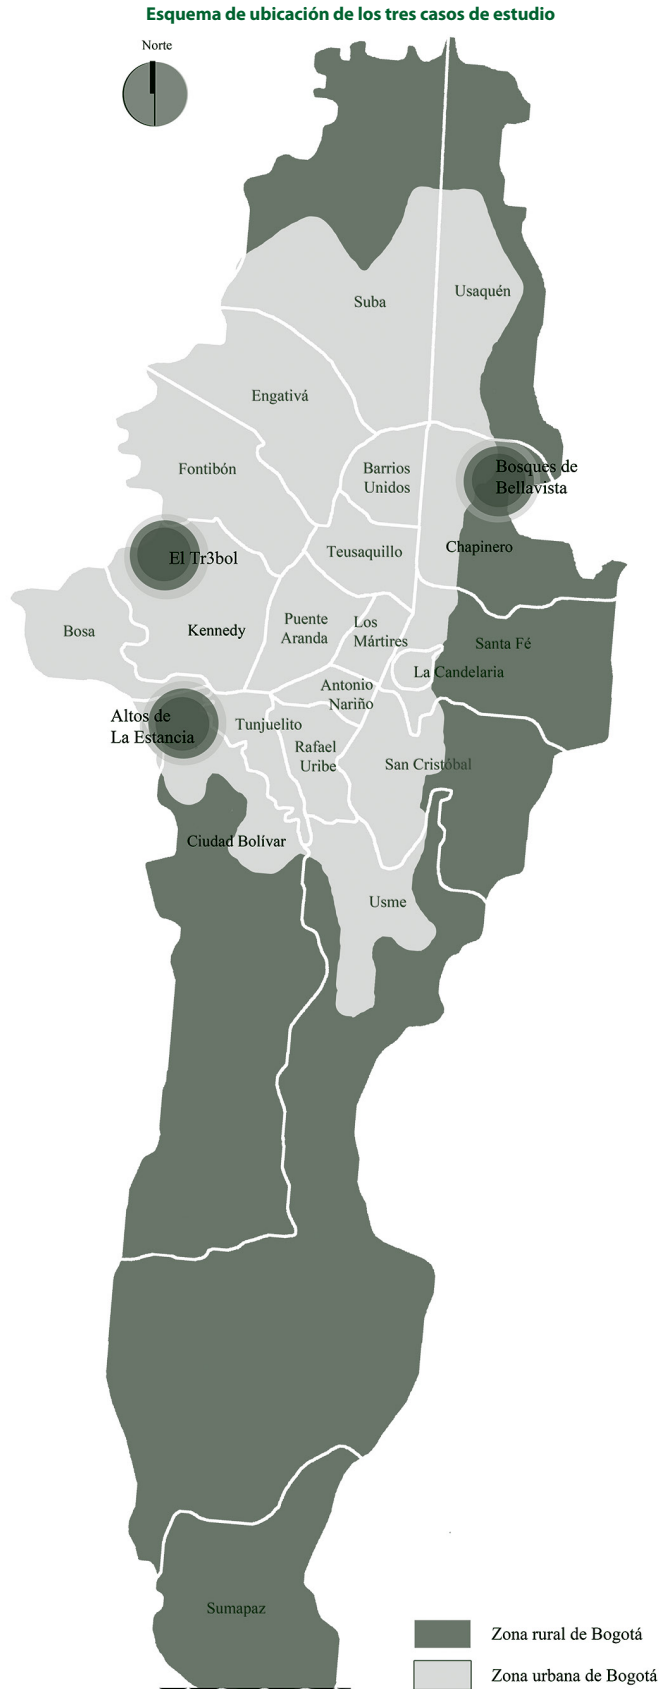 Esquema de ubicación de los tres casos de estudio
Norte
Suba
Usaquén
Engativá
Fontibón
Barrios
Unidos
Bosques de
Bellavista
El Tr3bol
Teusaquillo
Chapinero
Bosa
Kennedy
Puente
Aranda
Los
Mártires
Santa Fé
La Candelaria
Antonio
Nariño
Altos de
La Estancia
Tunjuelito
Rafael
Uribe
San Cristóbal
Ciudad Bolívar
Usme
Sumapaz
Zona rural de Bogotá
Zona urbana de Bogotá